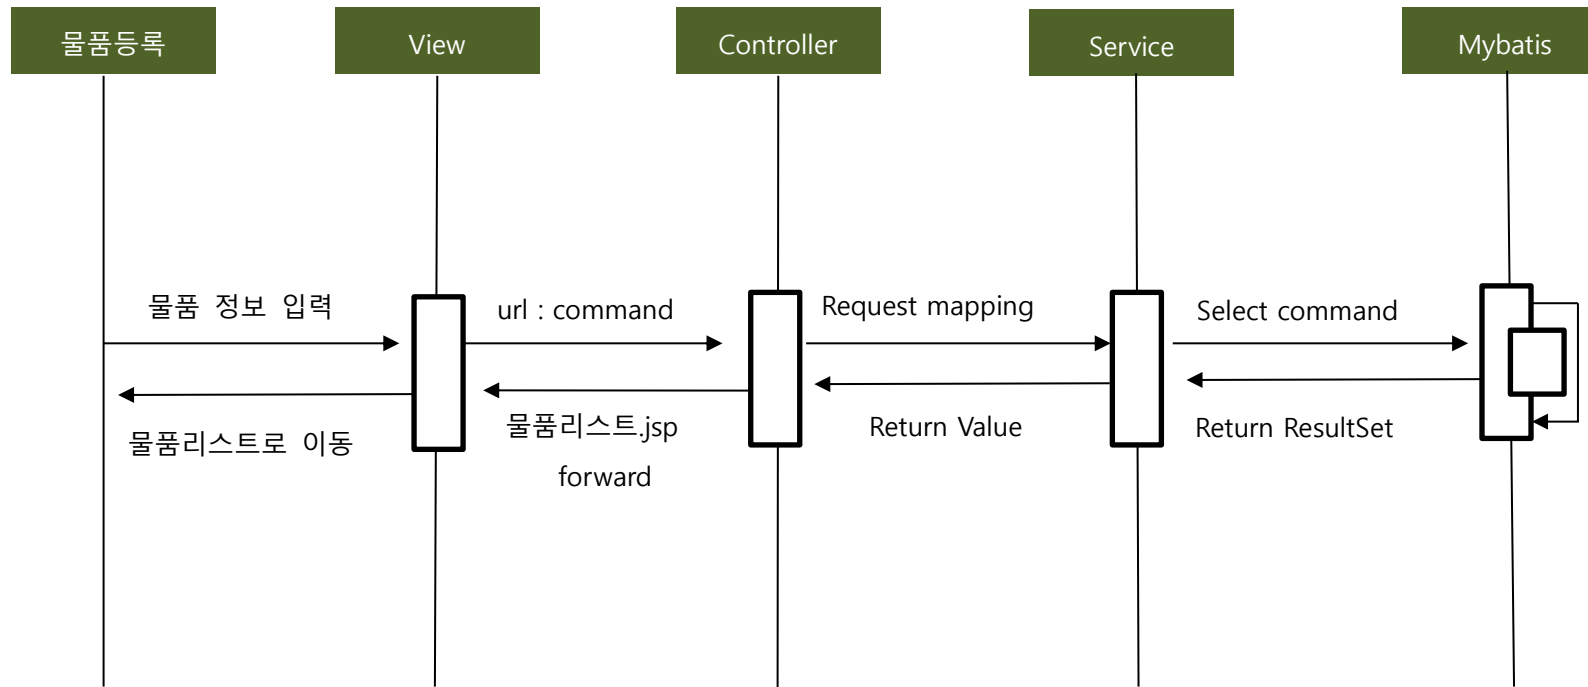 물품등록
View
Controller
Service
Mybatis
물품 정보 입력
url : command
Request mapping
Select command
물품리스트로 이동
물품리스트.jsp
forward
Return Value
Return ResultSet